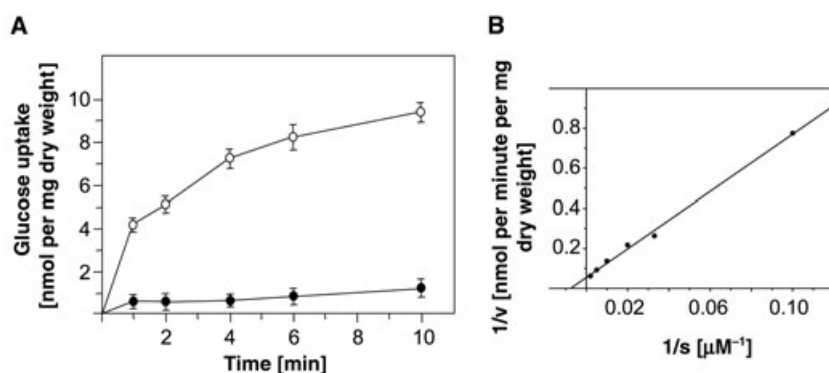 A
Glucose uptake
[nmol per mg dry weight]
10
8
6
4
2
2
4
6
8
10
Time [min]
B
1/v [nmol per minute per mg
dry weight]
0.8
0.6
0.4
0.2
0.02
0.06
0.10
1/s [μM⁻¹]